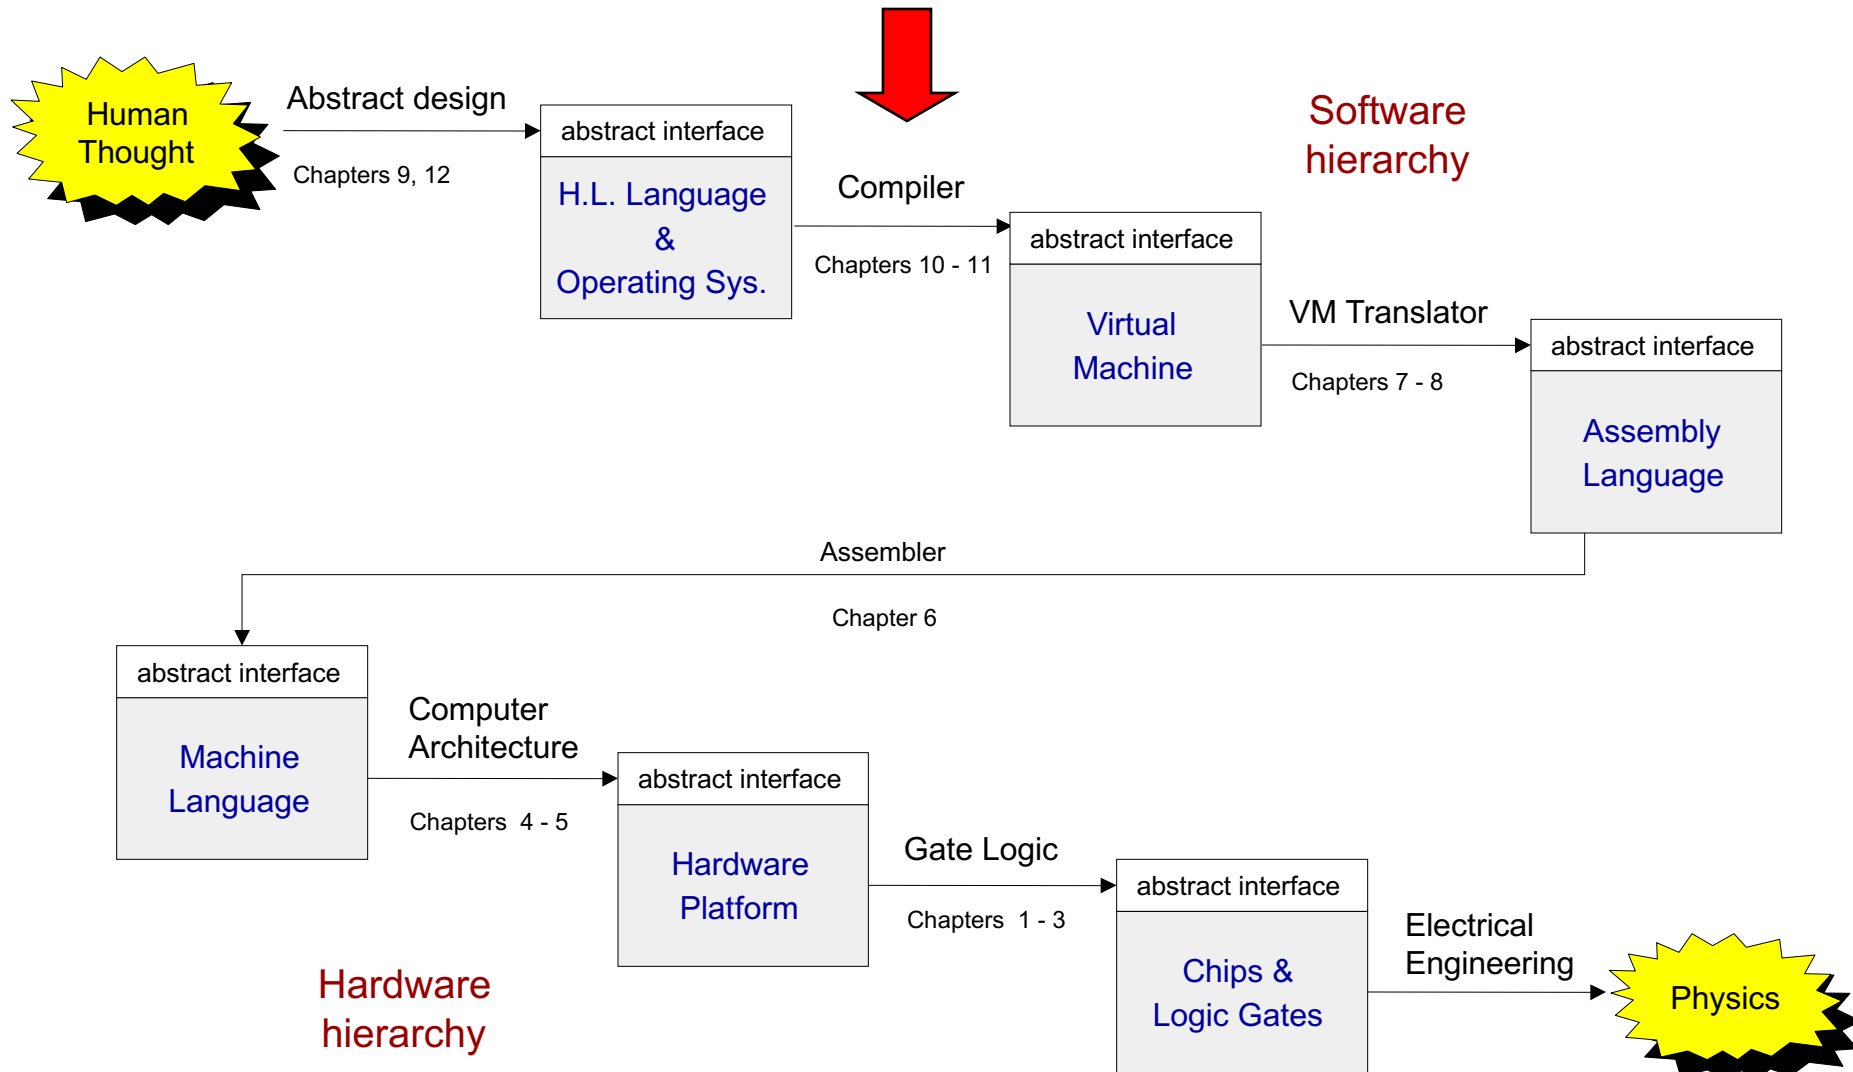 Human
Thought
Abstract design
Chapters 9, 12
abstract interface
H.L. Language
&
Operating Sys.
Compiler
Chapters 10 - 11
Software
hierarchy
abstract interface
Virtual
Machine
VM Translator
Chapters 7 - 8
abstract interface
Assembly
Language
Assembler
Chapter 6
abstract interface
Machine
Language
Computer
Architecture
Chapters 4 - 5
abstract interface
Hardware
Platform
Gate Logic
Chapters 1 - 3
abstract interface
Chips &
Logic Gates
Electrical
Engineering
Physics
Hardware
hierarchy